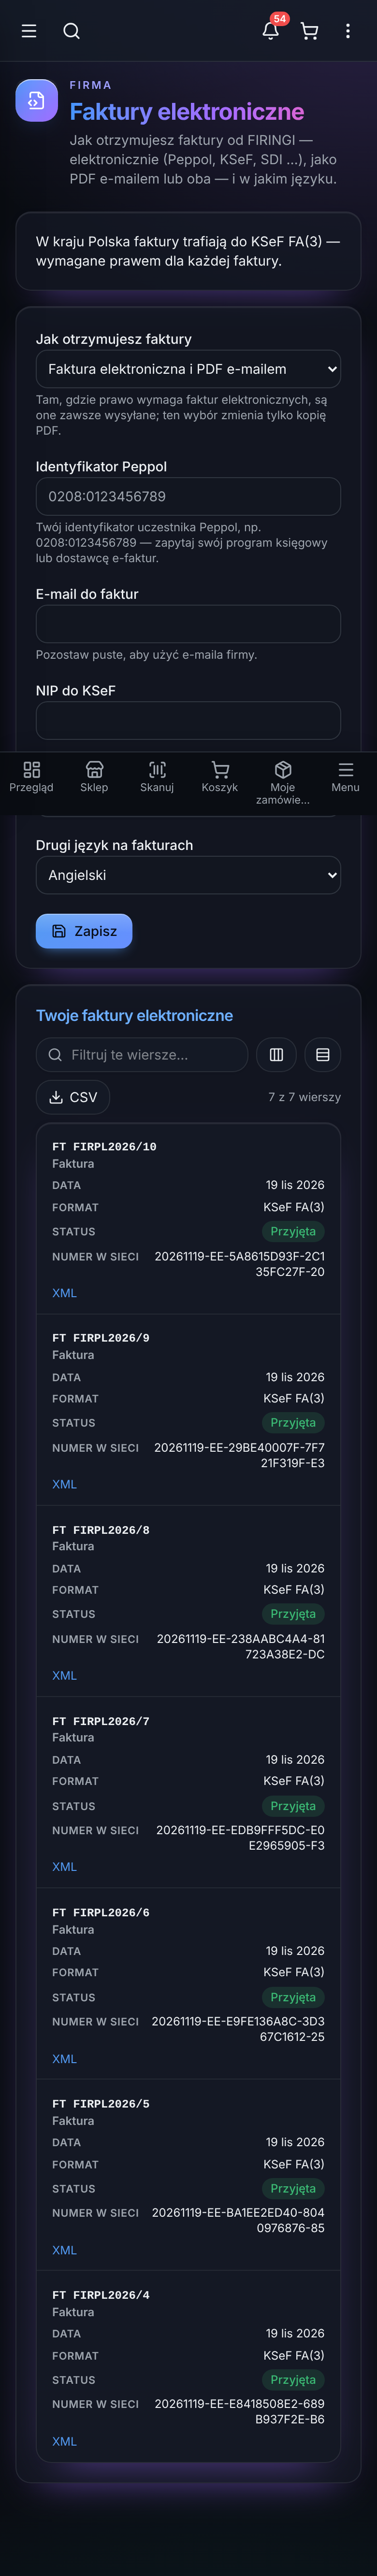 54
FIRMA
Faktury elektroniczne
Jak otrzymujesz faktury od FIRINGI —
elektronicznie (Peppol, KSeF, SDI ...), jako
PDF e-mailem lub oba — i w jakim języku.
W kraju Polska faktury trafiają do KSeF FA(3) —
wymagane prawem dla każdej faktury.
Jak otrzymujesz faktury
Faktura elektroniczna i PDF e-mailem
Tam, gdzie prawo wymaga faktur elektronicznych, są
one zawsze wysyłane; ten wybór zmienia tylko kopię
PDF.
Identyfikator Peppol
0208:0123456789
Twój identyfikator uczestnika Peppol, np.
0208:0123456789 — zapytaj swój program księgowy
lub dostawcę e-faktur.
E-mail do faktur
Pozostaw puste, aby użyć e-maila firmy.
NIP do KSeF
Przegląd
Sklep
Skanuj
Koszyk
Moje
zamówie...
Menu
Drugi język na fakturach
Angielski
Zapisz
Twoje faktury elektroniczne
Filtruj te wiersze...
CSV
7 z 7 wierszy
FT FIRPL2026/10
Faktura
DATA 19 lis 2026
FORMAT KSeF FA(3)
STATUS Przyjęta
NUMER W SIECI 20261119-EE-5A8615D93F-2C1
35FC27F-20
XML
FT FIRPL2026/9
Faktura
DATA 19 lis 2026
FORMAT KSeF FA(3)
STATUS Przyjęta
NUMER W SIECI 20261119-EE-29BE40007F-7F7
21F319F-E3
XML
FT FIRPL2026/8
Faktura
DATA 19 lis 2026
FORMAT KSeF FA(3)
STATUS Przyjęta
NUMER W SIECI 20261119-EE-238AABC4A4-81
723A38E2-DC
XML
FT FIRPL2026/7
Faktura
DATA 19 lis 2026
FORMAT KSeF FA(3)
STATUS Przyjęta
NUMER W SIECI 20261119-EE-EDB9FFF5DC-E0
E2965905-F3
XML
FT FIRPL2026/6
Faktura
DATA 19 lis 2026
FORMAT KSeF FA(3)
STATUS Przyjęta
NUMER W SIECI 20261119-EE-E9FE136A8C-3D3
67C1612-25
XML
FT FIRPL2026/5
Faktura
DATA 19 lis 2026
FORMAT KSeF FA(3)
STATUS Przyjęta
NUMER W SIECI 20261119-EE-BA1EE2ED40-804
0976876-85
XML
FT FIRPL2026/4
Faktura
DATA 19 lis 2026
FORMAT KSeF FA(3)
STATUS Przyjęta
NUMER W SIECI 20261119-EE-E8418508E2-689
B937F2E-B6
XML